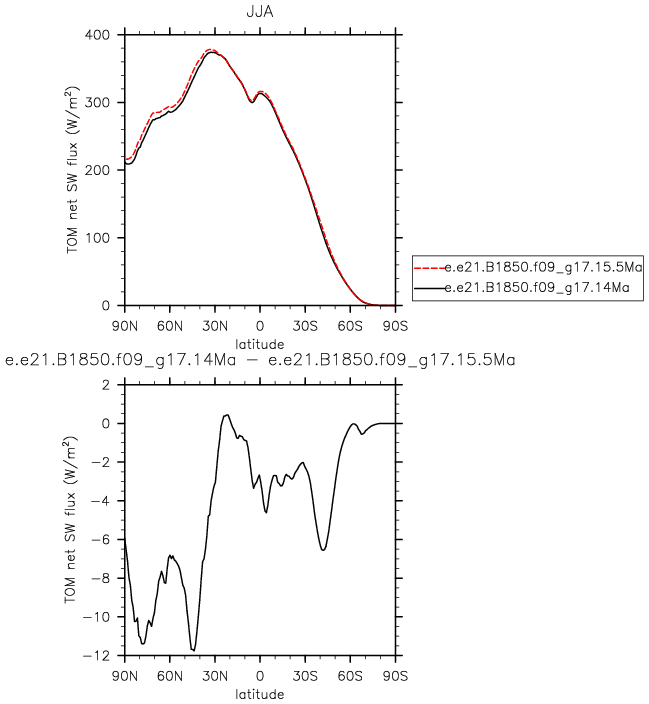 JJA
TOM net SW flux (W/m²)
400
300
200
100
0
90N 60N 30N 0 30S 60S 90S
latitude
e.e21.B1850.f09_g17.15.5Ma
e.e21.B1850.f09_g17.14Ma
e.e21.B1850.f09_g17.14Ma − e.e21.B1850.f09_g17.15.5Ma
TOM net SW flux (W/m²)
2
0
−2
−4
−6
−8
−10
−12
90N 60N 30N 0 30S 60S 90S
latitude